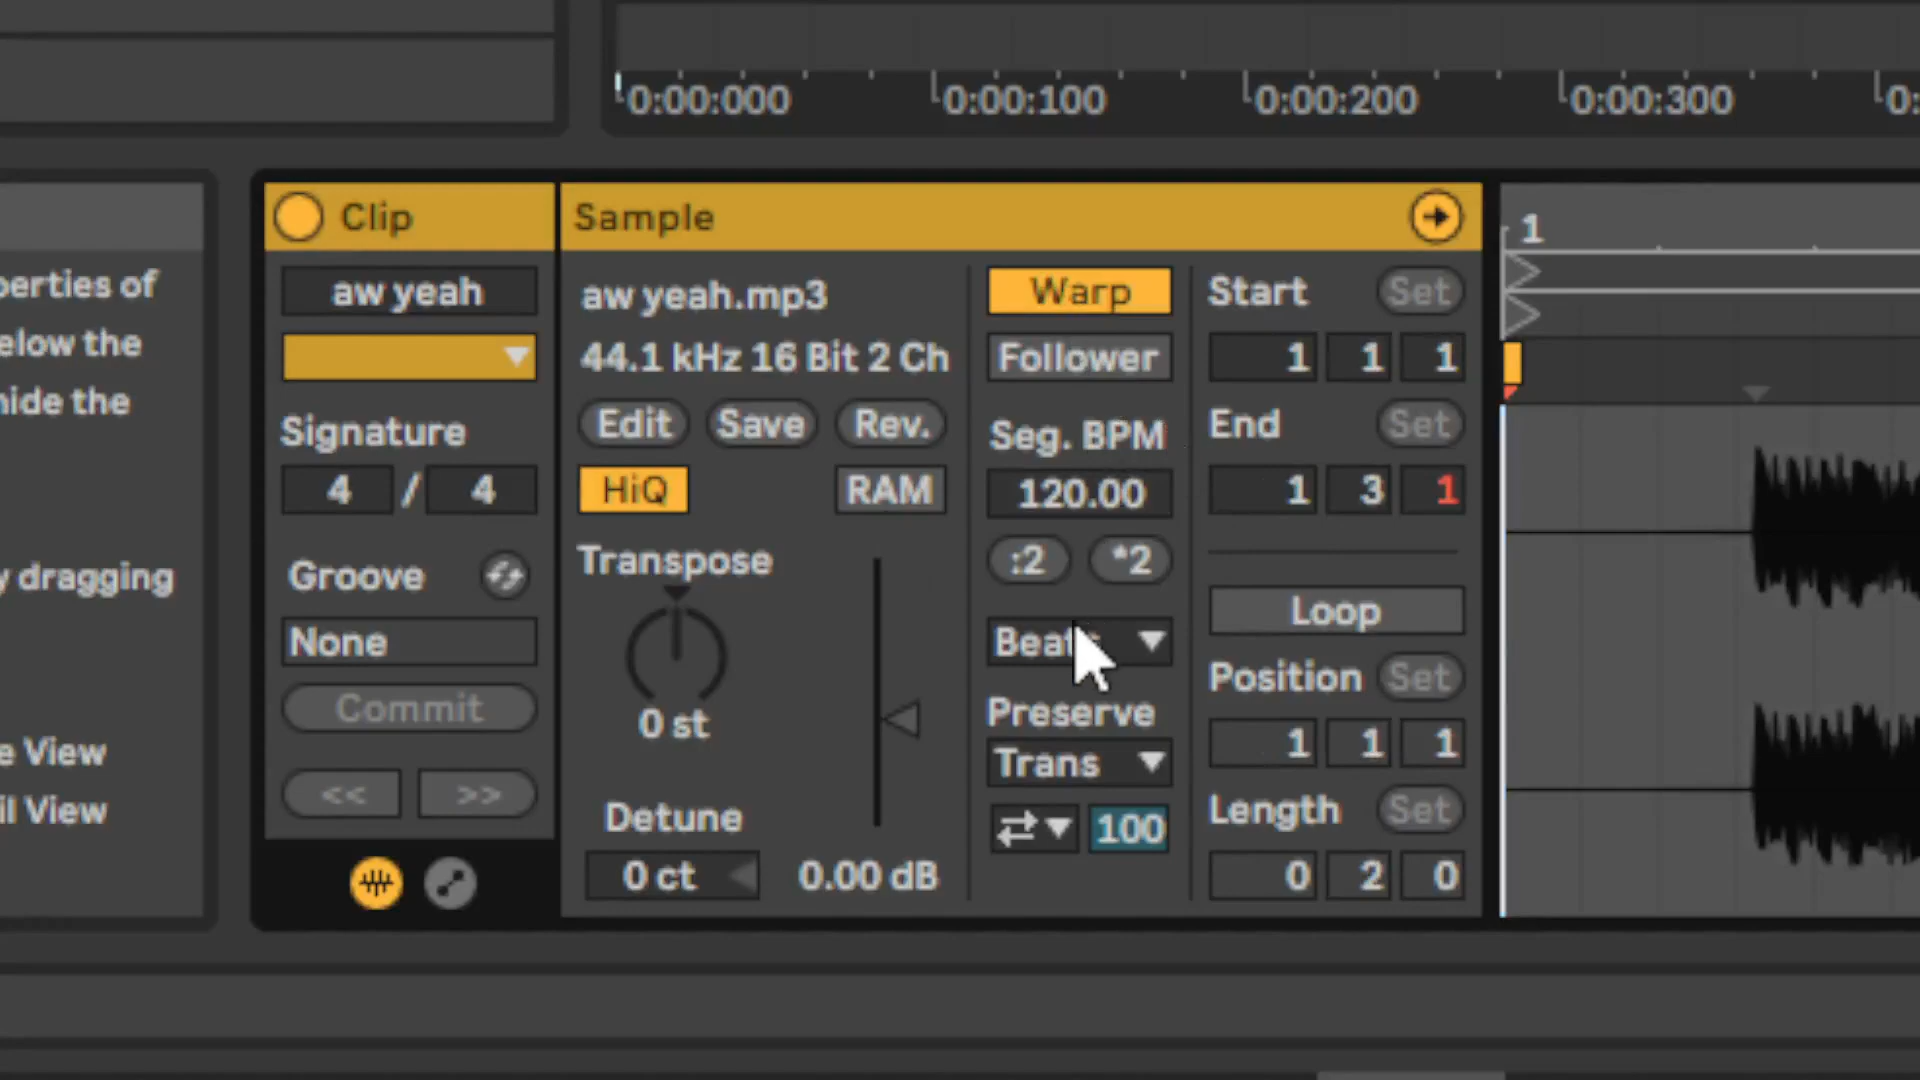 0:00:000 0:00:100 0:00:200 0:00:300 0:
Clip
Sample
1
perties of
elow the
hide the
y dragging
e View
il View
aw yeah
Signature
4 / 4
Groove
None
Commit
<< >>
aw yeah.mp3
44.1 kHz 16 Bit 2 Ch
Edit Save Rev.
HiQ RAM
Transpose
0 st
Detune
0 ct 0.00 dB
Warp
Follower
Seg. BPM
120.00
:2 *2
Preserve
Trans
100
Start Set
1 1 1
End Set
1 3 1
Loop
Position Set
1 1 1
Length Set
0 2 0